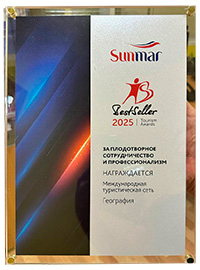 sunmar
BestSeller
2025 | Tourism
Awards
ЗА ПЛОДОТВОРНОЕ
СОТРУДНИЧЕСТВО
И ПРОФЕССИОНАЛИЗМ
НАГРАЖДАЕТСЯ
Международная
туристическая сеть
География